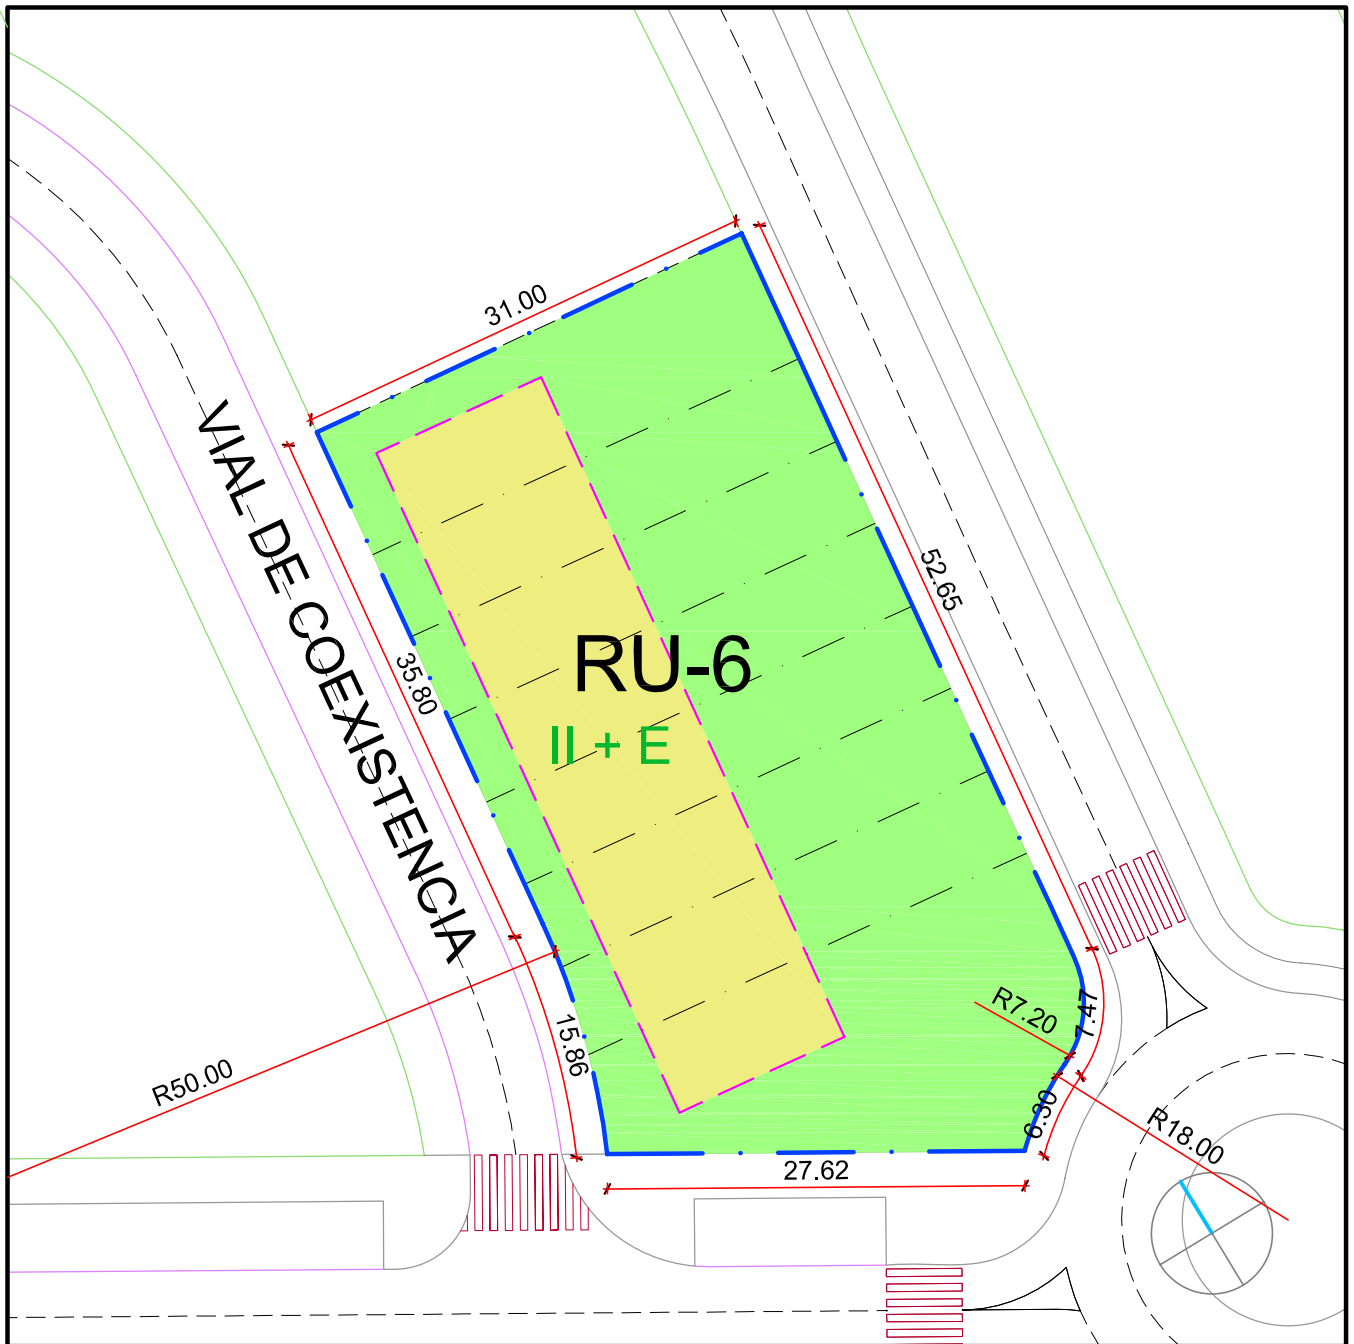 31.00
VIAL DE COEXISTENCIA
52.65
RU-6
35.80
II + E
R7.20
7.47
15.86
R50.00
6.30
R18.00
27.62